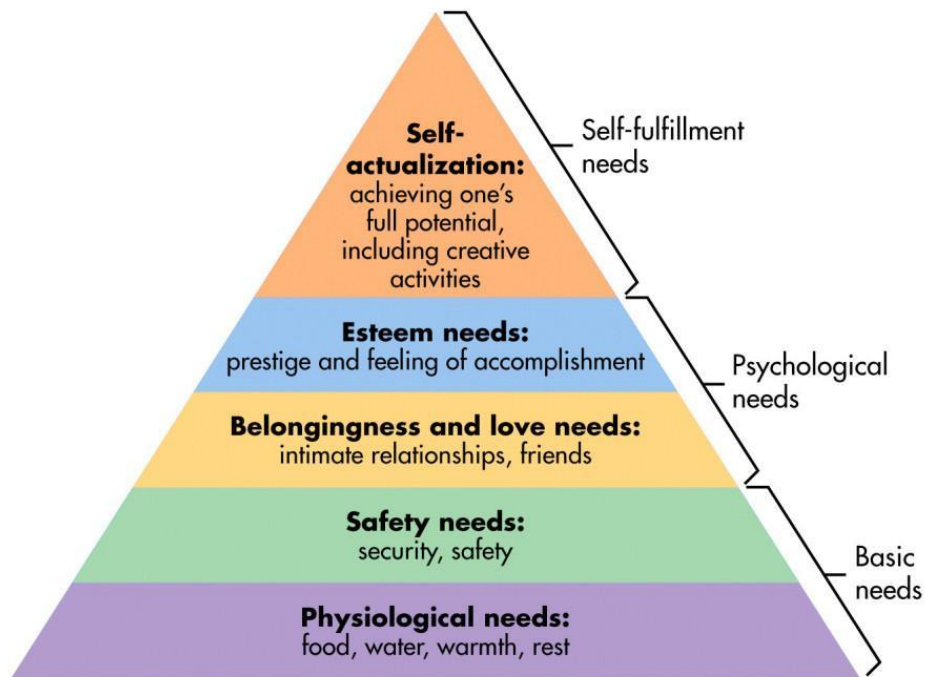 Self-
actualization:
achieving one's
full potential,
including creative
activities
Self-fulfillment
needs
Esteem needs:
prestige and feeling of accomplishment
Psychological
needs
Belongingness and love needs:
intimate relationships, friends
Safety needs:
security, safety
Basic
needs
Physiological needs:
food, water, warmth, rest